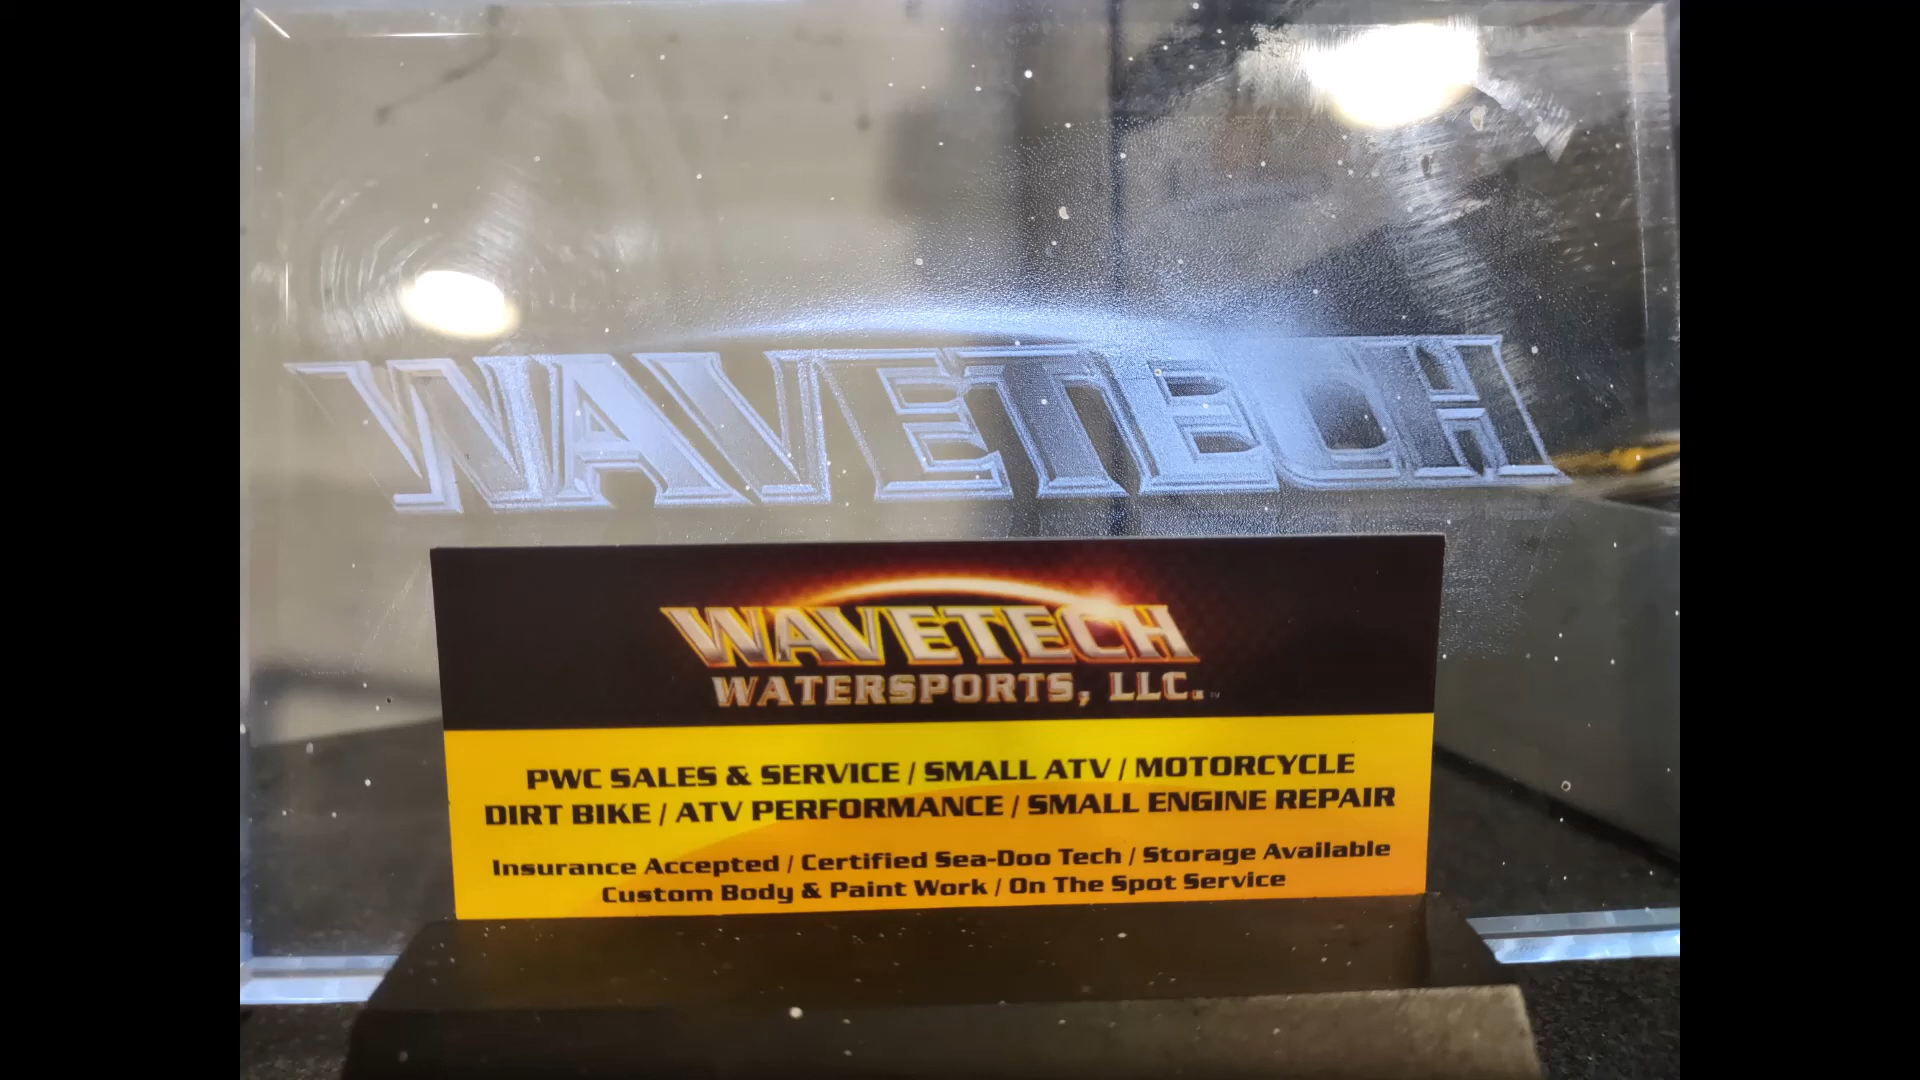 WAVETECH
WAVETECH
WATERSPORTS, LLC.™
PWC SALES & SERVICE / SMALL ATV / MOTORCYCLE
DIRT BIKE / ATV PERFORMANCE / SMALL ENGINE REPAIR
Insurance Accepted / Certified Sea-Doo Tech / Storage Available
Custom Body & Paint Work / On The Spot Service